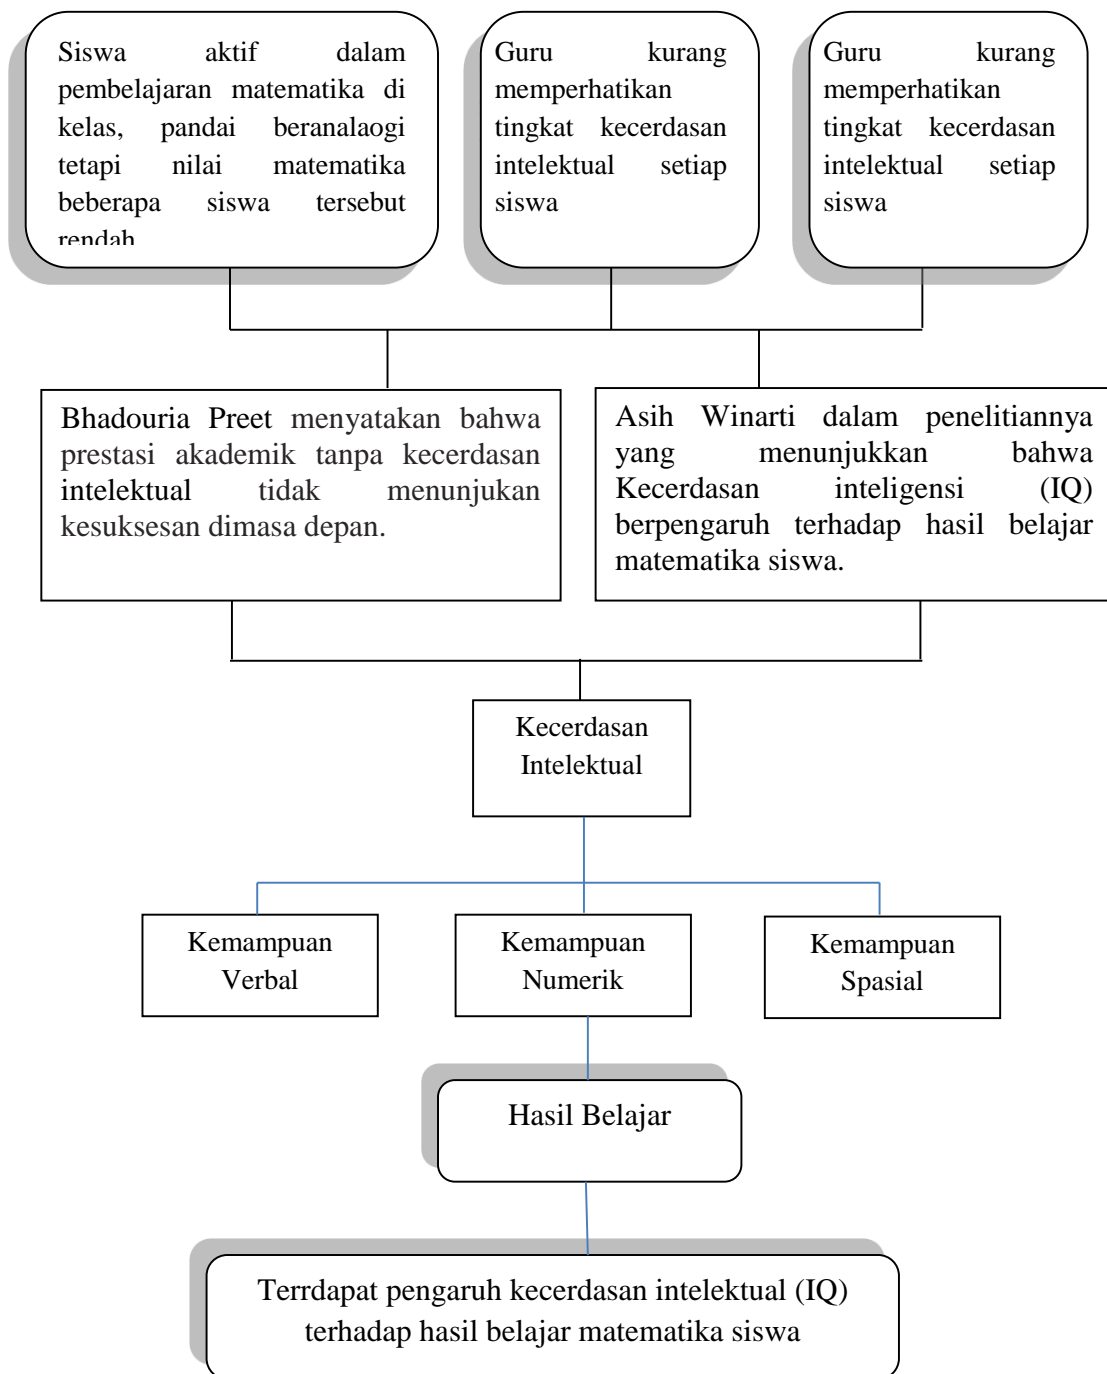 Siswa aktif dalam
pembelajaran matematika di
kelas, pandai beranalaogi
tetapi nilai matematika
beberapa siswa tersebut
rendah
Guru kurang
memperhatikan
tingkat kecerdasan
intelektual setiap
siswa
Guru kurang
memperhatikan
tingkat kecerdasan
intelektual setiap
siswa
Bhadouria Preet menyatakan bahwa
prestasi akademik tanpa kecerdasan
intelektual tidak menunjukan
kesuksesan dimasa depan.
Asih Winarti dalam penelitiannya
yang menunjukkan bahwa
Kecerdasan inteligensi (IQ)
berpengaruh terhadap hasil belajar
matematika siswa.
Kecerdasan
Intelektual
Kemampuan
Verbal
Kemampuan
Numerik
Kemampuan
Spasial
Hasil Belajar
Terrdapat pengaruh kecerdasan intelektual (IQ)
terhadap hasil belajar matematika siswa